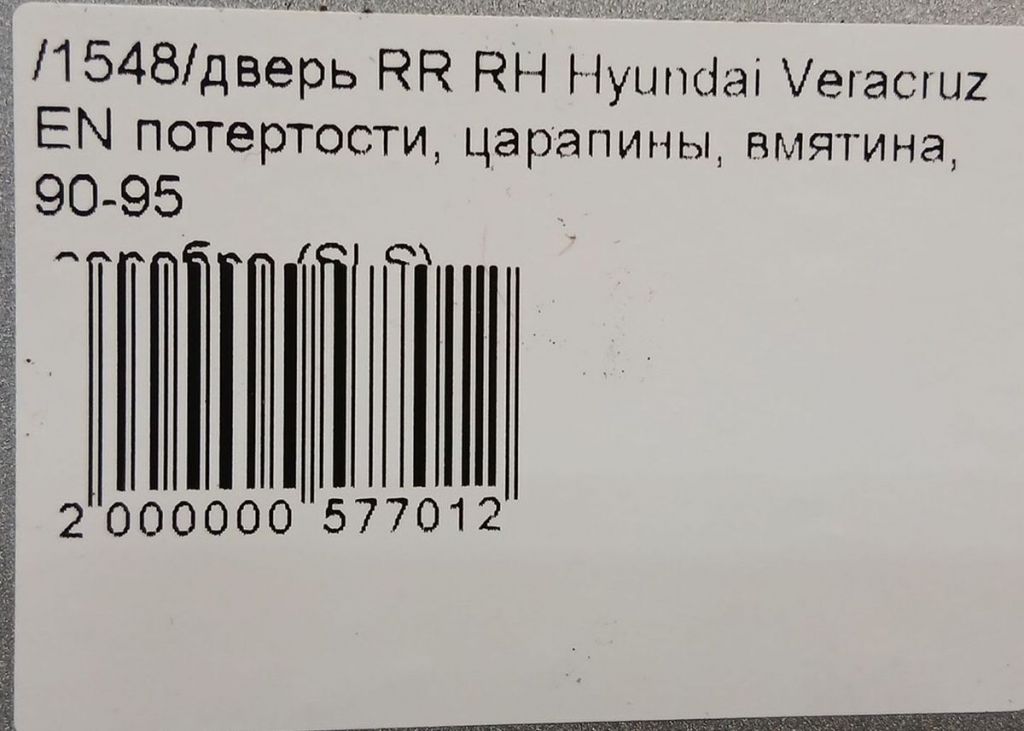 /1548/дверь RR RH Hyundai Veracruz
EN потертости, царапины, вмятина,
90-95
2 000000 577012